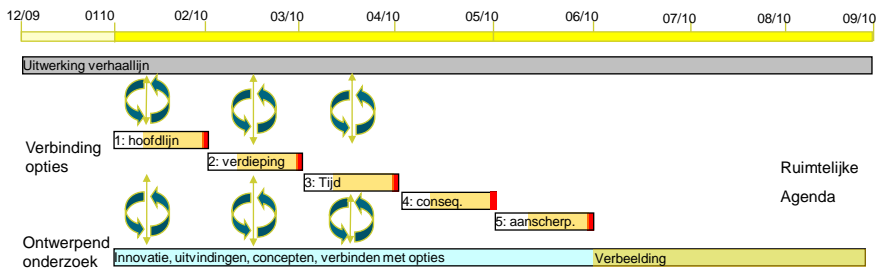 12/09 0110 02/10 03/10 04/10 05/10 06/10 07/10 08/10 09/10
Uitwerking verhaallijn
Verbinding
opties
1: hoofdlijn
2: verdieping
3: Tijd
4: conseq.
5: aanscherp.
Ruimtelijke
Agenda
Ontwerpend
onderzoek
Innovatie, uitvindingen, concepten, verbinden met opties
Verbeelding